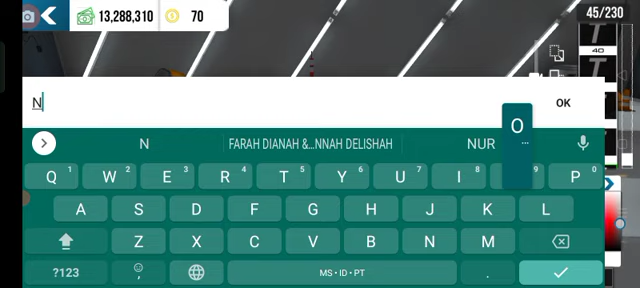 13,288,310 70 45/230
40
N
OK
N FARAH DIANAH &...NNAH DELISHAH NUR
O
Q 1 W 2 E 3 R 4 T 5 Y 6 U 7 I 8 9 P 0
A S D F G H J K L
Z X C V B N M
?123 , MS • ID • PT .